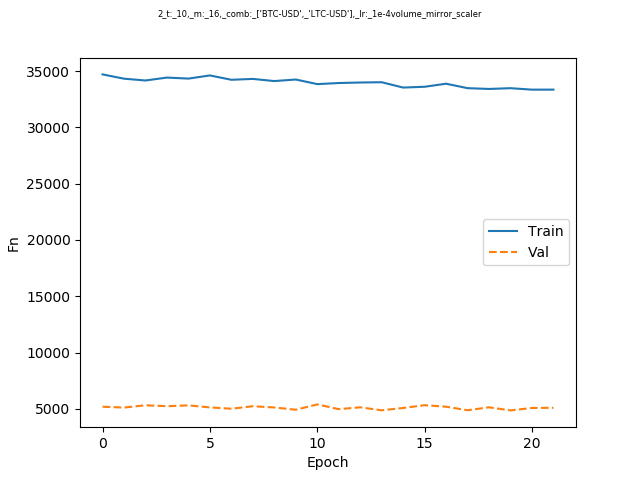 2_t:_10,_m:_16,_comb:_['BTC-USD',_'LTC-USD'],_lr:_1e-4volume_mirror_scaler
35000
30000
25000
20000
15000
10000
5000
Fn
Train
Val
0 5 10 15 20
Epoch